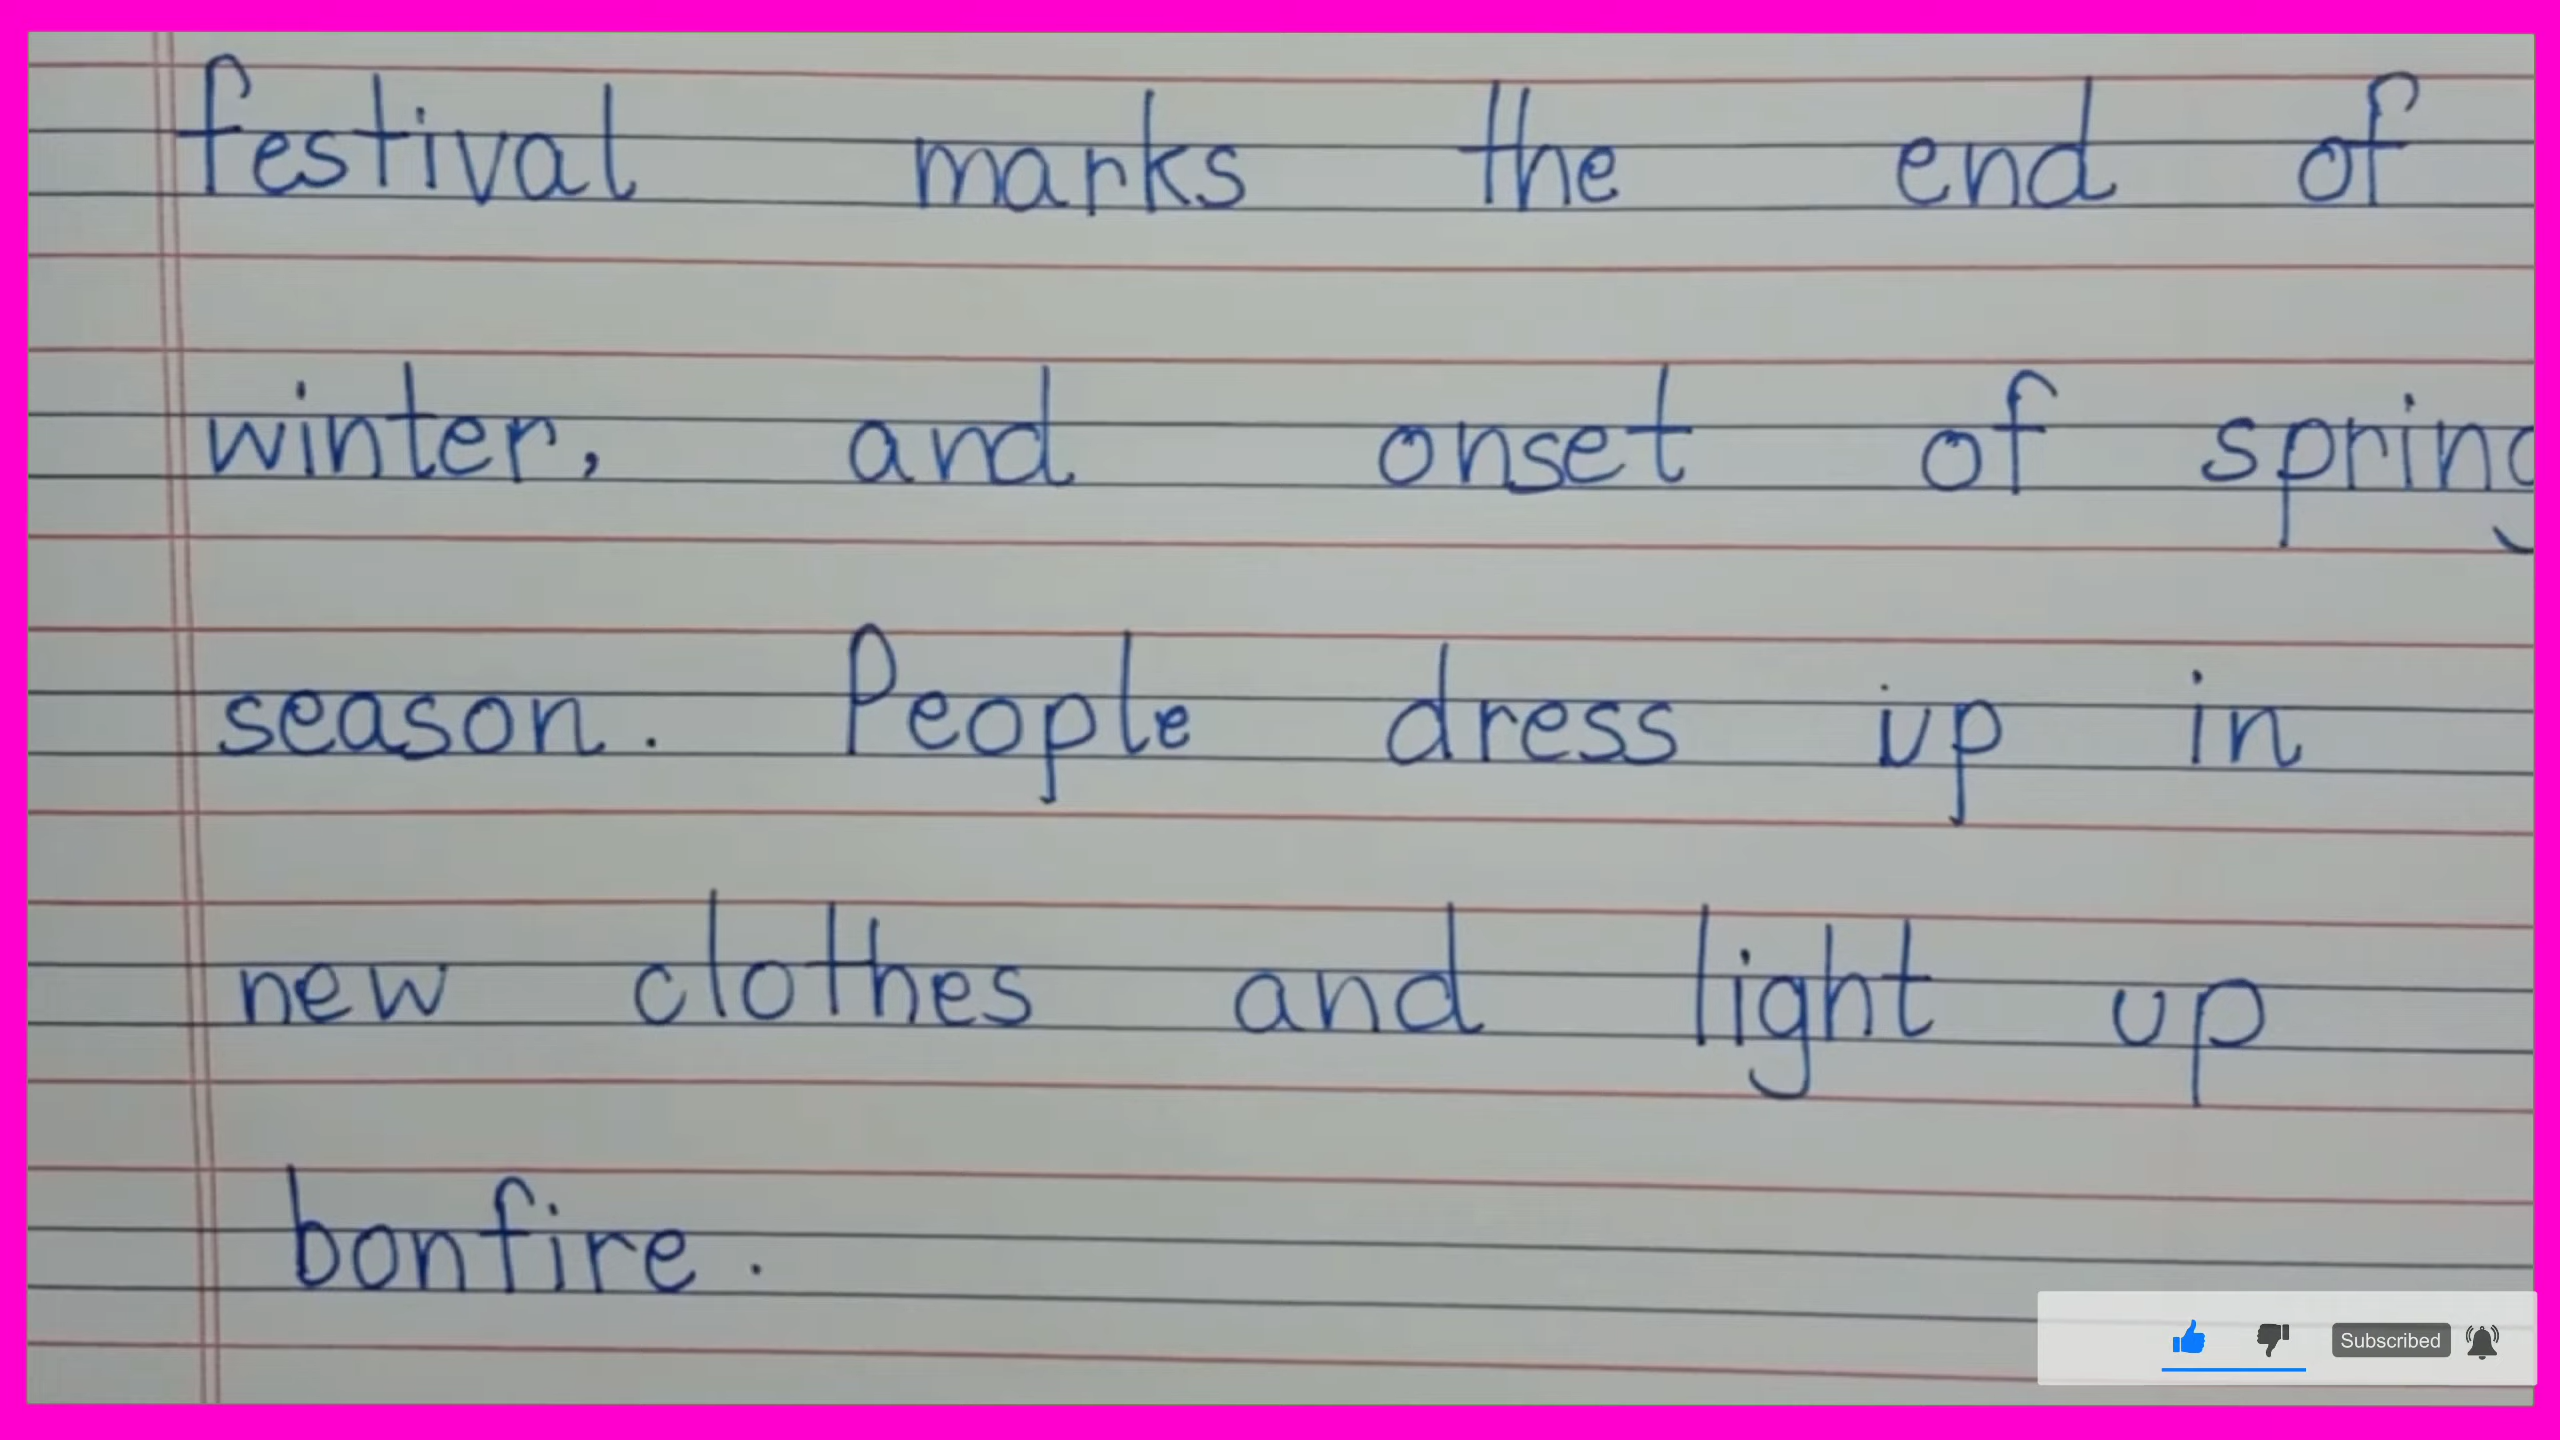 festival marks the end of
winter, and onset of spring
season. People dress up in
new clothes and light up
bonfire.
Subscribed